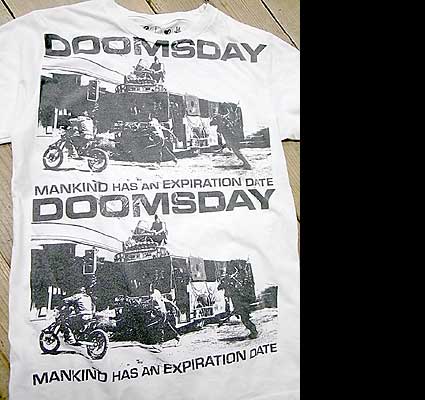 DOOMSDAY
MANKIND HAS AN EXPIRATION DATE
DOOMSDAY
MANKIND HAS AN EXPIRATION DATE